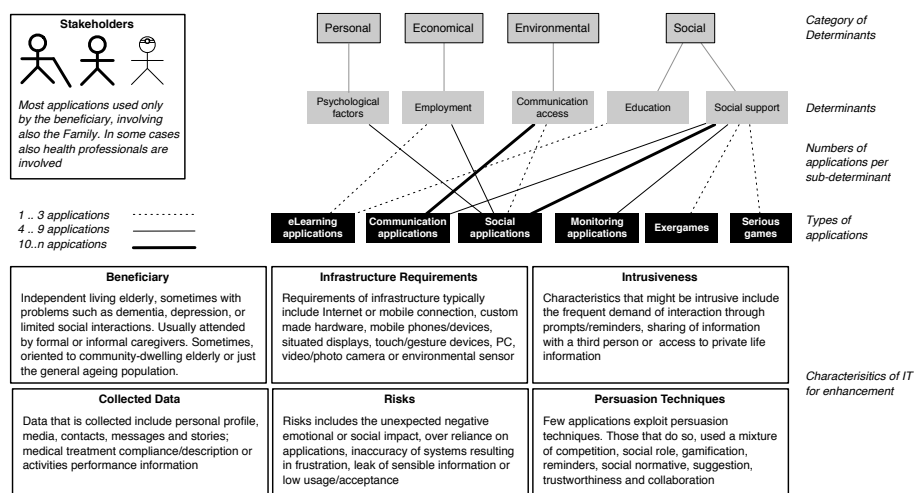 Stakeholders
Most applications used only
by the beneficiary, involving
also the Family. In some cases
also health professionals are
involved
Personal
Economical
Environmental
Social
Category of
Determinants
Psychological
factors
Employment
Communication
access
Education
Social support
Determinants
Numbers of
applications per
sub-determinant
1 .. 3 applications
4 .. 9 applications
10..n appications
eLearning
applications
Communication
applications
Social
applications
Monitoring
applications
Exergames
Serious
games
Types of
applications
Beneficiary
Independent living elderly, sometimes with
problems such as dementia, depression, or
limited social interactions. Usually attended
by formal or informal caregivers. Sometimes,
oriented to community-dwelling elderly or just
the general ageing population.
Infrastructure Requirements
Requirements of infrastructure typically
include Internet or mobile connection, custom
made hardware, mobile phones/devices,
situated displays, touch/gesture devices, PC,
video/photo camera or environmental sensor
Intrusiveness
Characteristics that might be intrusive include
the frequent demand of interaction through
prompts/reminders, sharing of information
with a third person or  access to private life
information
Characterisitics of IT
for enhancement
Collected Data
Data that is collected include personal profile,
media, contacts, messages and stories;
medical treatment compliance/description or
activities performance information
Risks
Risks includes the unexpected negative
emotional or social impact, over reliance on
applications, inaccuracy of systems resulting
in frustration, leak of sensible information or
low usage/acceptance
Persuasion Techniques
Few applications exploit persuasion
techniques. Those that do so, used a mixture
of competition, social role, gamification,
reminders, social normative, suggestion,
trustworthiness and collaboration